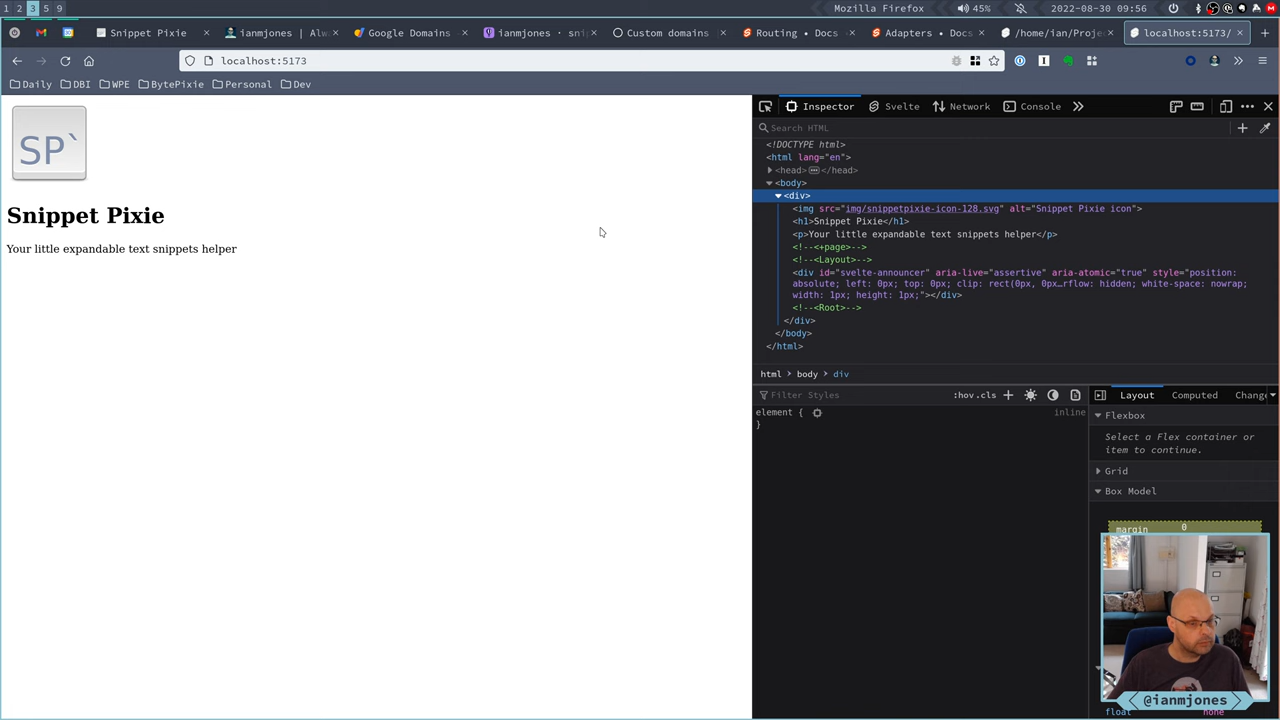 1 2 3 5 9
Mozilla Firefox
45%
2022-08-30 09:56
Snippet Pixie
ianmjones | Alw
Google Domains
ianmjones · sni
Custom domains
Routing • Docs
Adapters • Docs
/home/ian/Proje
localhost:5173/
localhost:5173
Daily
DBI
WPE
BytePixie
Personal
Dev
SP`
Snippet Pixie
Your little expandable text snippets helper
Inspector
Svelte
Network
Console
Search HTML
<!DOCTYPE html>
<html lang="en">
<head></head>
<body>
<div>
<img src="img/snippetpixie-icon-128.svg" alt="Snippet Pixie icon">
<h1>Snippet Pixie</h1>
<p>Your little expandable text snippets helper</p>
<!--<+page>-->
<!--<Layout>-->
<div id="svelte-announcer" aria-live="assertive" aria-atomic="true" style="position:
absolute; left: 0px; top: 0px; clip: rect(0px, 0px…rflow: hidden; white-space: nowrap;
width: 1px; height: 1px;"></div>
<!--<Root>-->
</div>
</body>
</html>
html > body > div
Filter Styles
:hov .cls
element {
inline
}
Layout
Computed
Chang
Flexbox
Select a Flex container or
item to continue.
Grid
Box Model
margin
0
@ianmjones
float
none